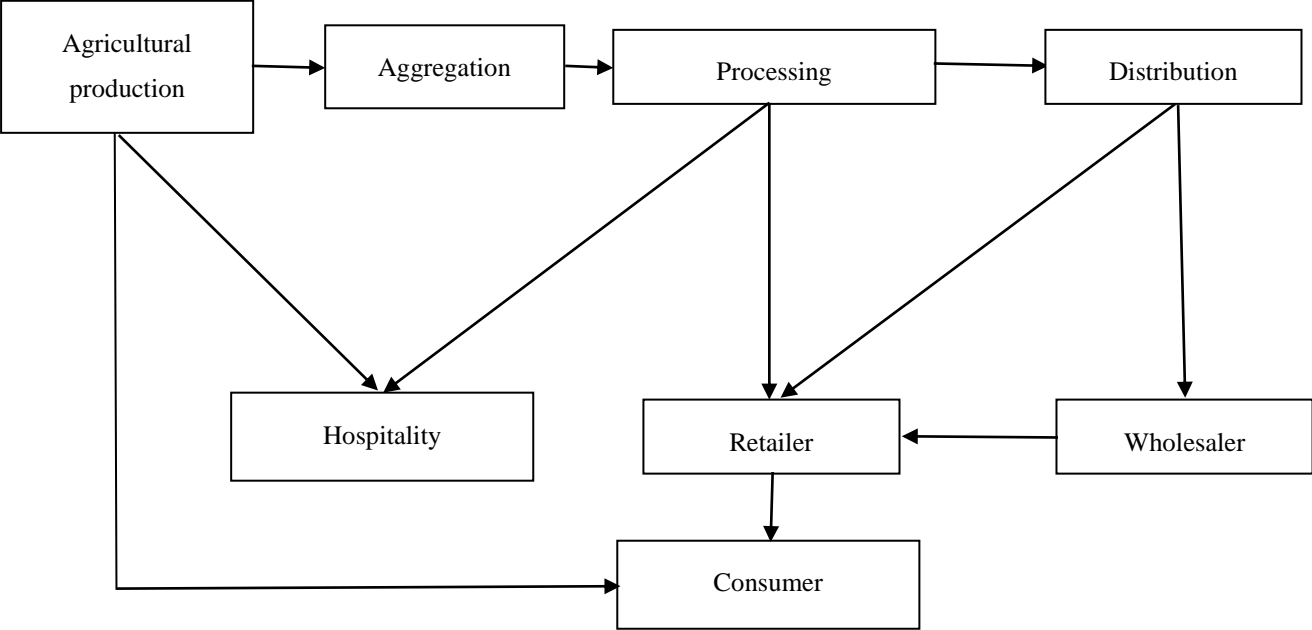 Agricultural
production
Aggregation
Processing
Distribution
Hospitality
Retailer
Wholesaler
Consumer